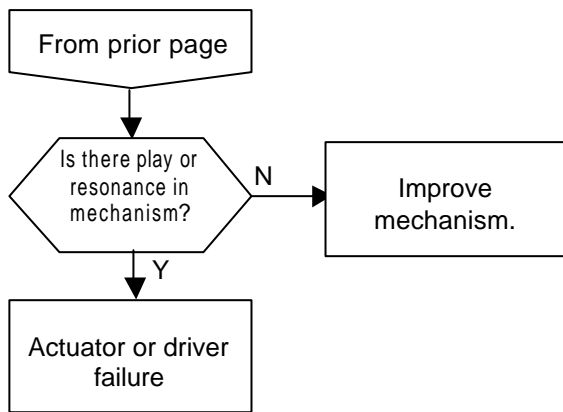 From prior page
Is there play or
resonance in
mechanism?
N
Improve
mechanism.
Y
Actuator or driver
failure